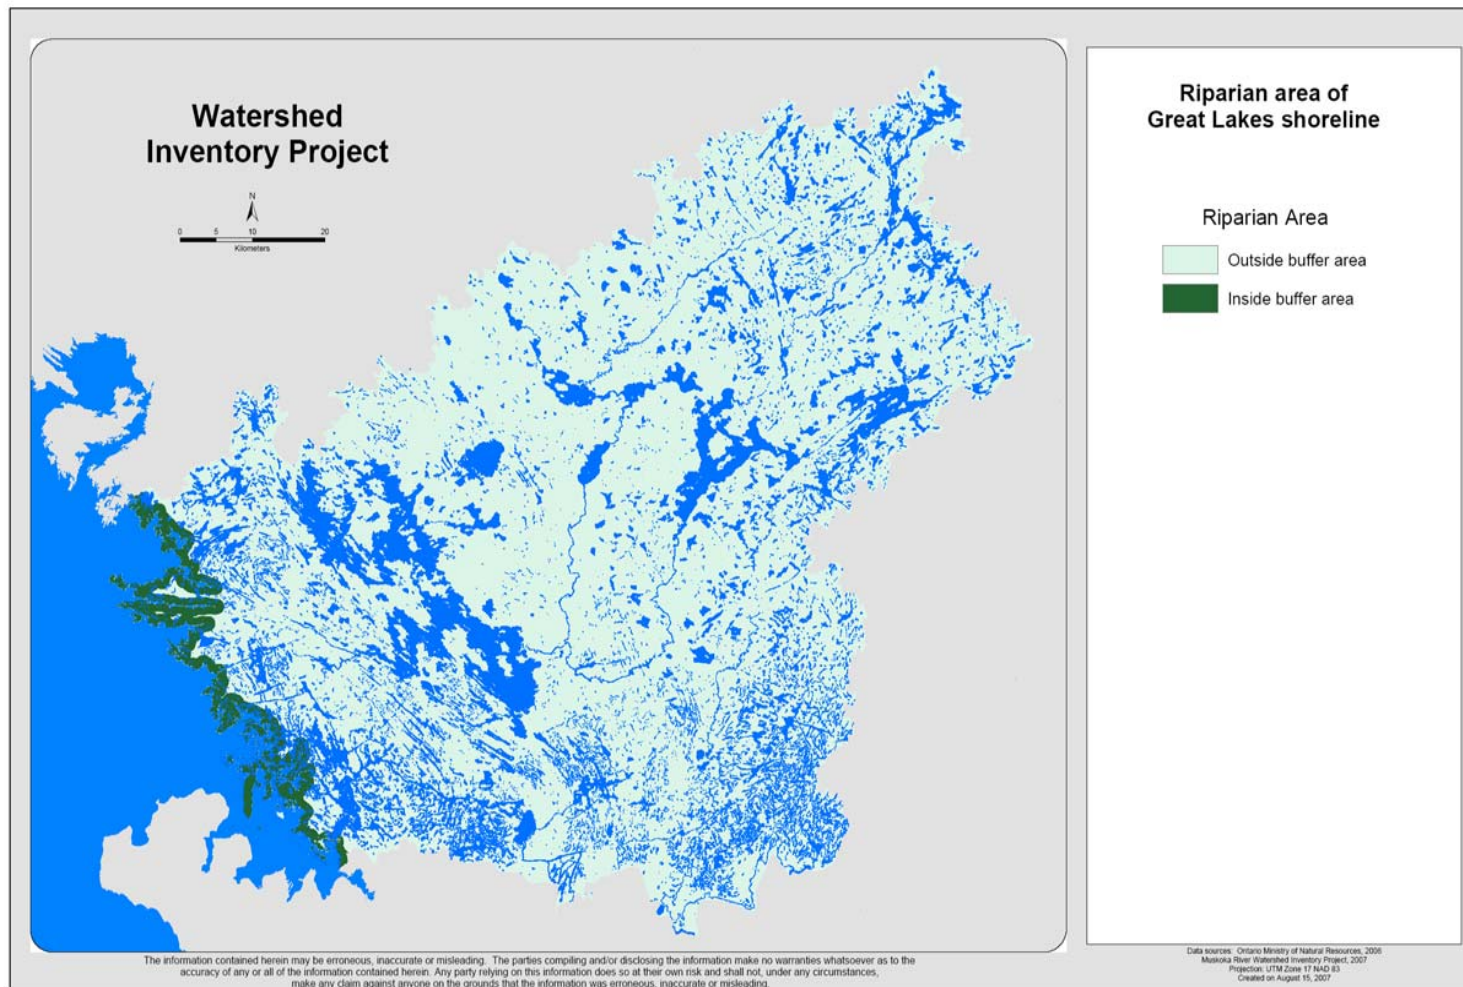 Watershed
Inventory Project
N
0 5 10 20
Kilometers
Riparian area of
Great Lakes shoreline
Riparian Area
Outside buffer area
Inside buffer area
The information contained herein may be erroneous, inaccurate or misleading. The parties compiling and/or disclosing the information make no warranties whatsoever as to the
accuracy of any or all of the information contained herein. Any party relying on this information does so at their own risk and shall not, under any circumstances,
make any claim against anyone on the grounds that the information was erroneous, inaccurate or misleading.
Data sources: Ontario Ministry of Natural Resources, 2006
Muskoka River Watershed Inventory Project, 2007
Projection: UTM Zone 17 NAD 83
Created on August 15, 2007